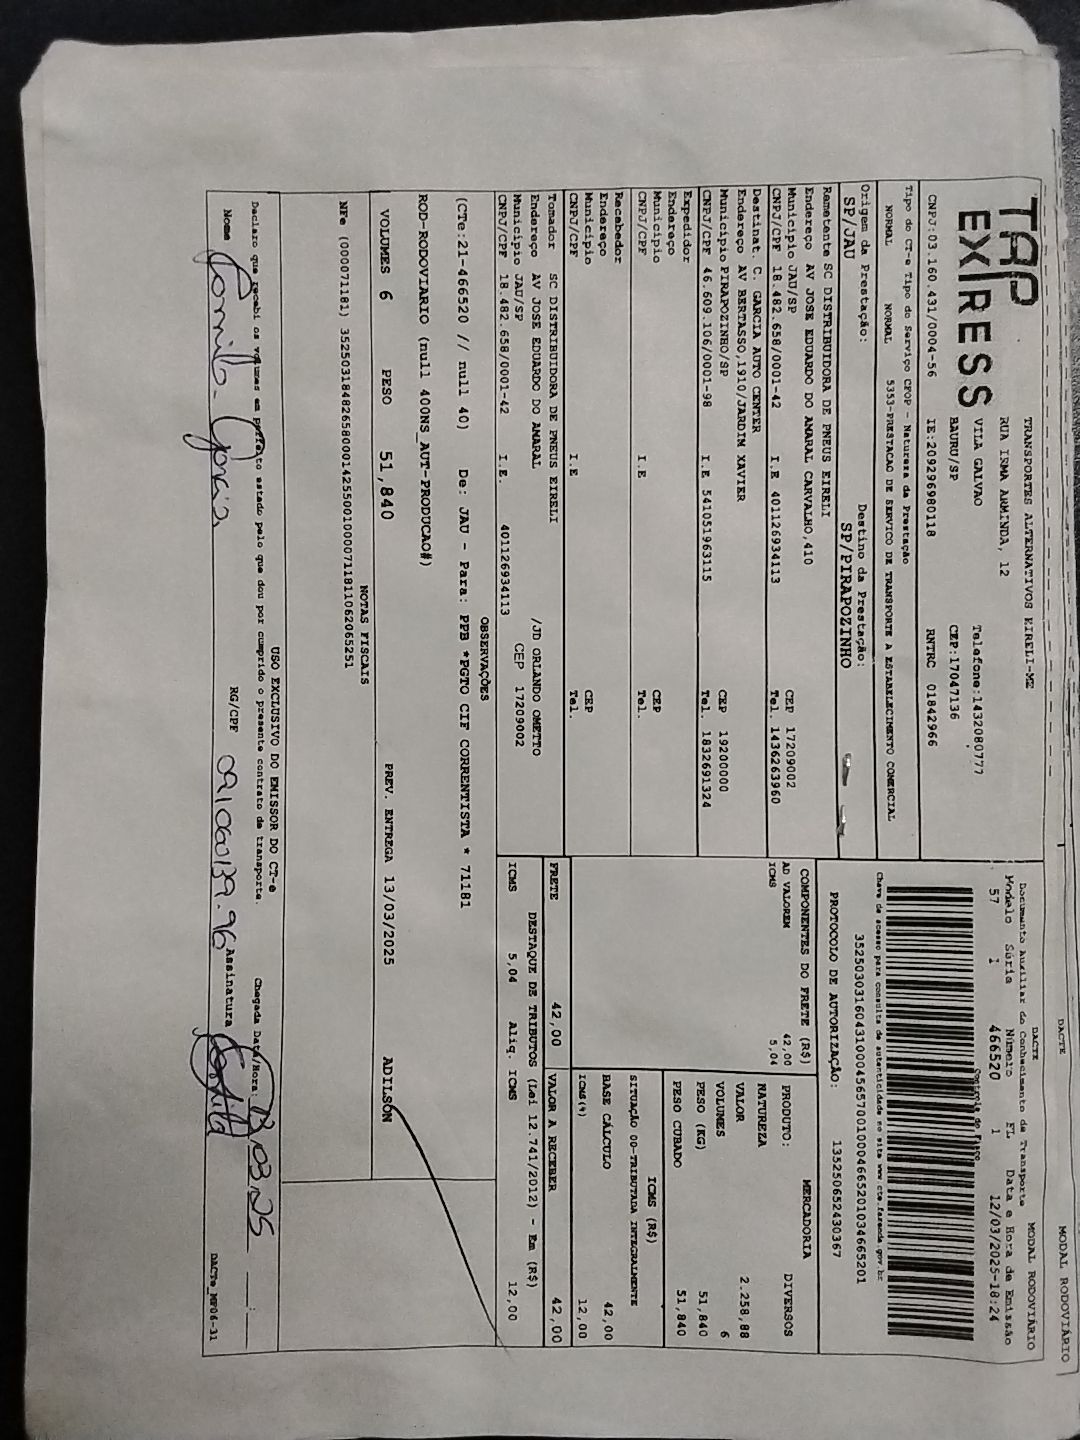 MODAL RODOVIÁRIO
DACTE
TAP EXPRESS
TRANSPORTES ALTERNATIVOS EIRELI-ME
RUA IRMA ARMINDA, 12
VILA GALVAO Telefone:1432080777
BAURU/SP CEP:17047136
CNPJ:03.160.431/0004-56 IE:209296980118 RNTRC 01842966
DACTE MODAL RODOVIÁRIO
Documento Auxiliar do Conhecimento de Transporte
Modelo Série Número FL Data e Hora de Emissão
57 1 466520 1 12/03/2025-18:24
Controle do Fisco
Chave de acesso para consulta de autenticidade no site www.cte.fazenda.gov.br
PROTOCOLO DE AUTORIZAÇÃO: 135250652430367
Tipo do CT-e Tipo do Serviço CFOP - Natureza da Prestação
NORMAL NORMAL 5353-PRESTACAO DE SERVICO DE TRANSPORTE A ESTABELECIMENTO COMERCIAL
Origem da Prestação: Destino da Prestação:
SP/JAU SP/PIRAPOZINHO
Remetente SC DISTRIBUIDORA DE PNEUS EIRELI
Endereço AV JOSE EDUARDO DO AMARAL CARVALHO,410
Município JAU/SP CEP 17209002
CNPJ/CPF 18.482.658/0001-42 I.E 401126934113 Tel. 1436263960
Destinat. C. GARCIA AUTO CENTER
Endereço AV BERTASSO,1910/JARDIM XAVIER
Município PIRAPOZINHO/SP CEP 19200000
CNPJ/CPF 46.609.106/0001-98 I.E 541051963115 Tel. 1832691324
Expedidor
Endereço
Município CEP
CNPJ/CPF I.E Tel.
Recebedor
Endereço
Município CEP
CNPJ/CPF I.E Tel.
Tomador SC DISTRIBUIDORA DE PNEUS EIRELI
Endereço AV JOSE EDUARDO DO AMARAL /JD ORLANDO OMETTO
Município JAU/SP CEP 17209002
CNPJ/CPF 18.482.658/0001-42 I.E. 401126934113
COMPONENTES DO FRETE (R$)
AD VALOREM 42,00
ICMS 5,04
PRODUTO: MERCADORIA
NATUREZA DIVERSOS
VALOR 2.258,88
VOLUMES 6
PESO (KG) 51,840
PESO CUBADO 51,840
ICMS (R$)
SITUAÇÃO 00-TRIBUTADA INTEGRALMENTE
BASE CÁLCULO 42,00
ICMS(%) 12,00
FRETE 42,00 VALOR A RECEBER 42,00
DESTAQUE DE TRIBUTOS (Lei 12.741/2012) - Em (R$)
ICMS 5,04 Aliq. ICMS 12,00
OBSERVAÇÕES
(CTe:21-466520 // null 40) De: JAU - Para: PPB *PGTO CIF CORRENTISTA * 71181
ROD-RODOVIARIO (null 400NS_AUT-PRODUCAO#)
VOLUMES 6 PESO 51,840 PREV. ENTREGA 13/03/2025 ADILSON
NOTAS FISCAIS
USO EXCLUSIVO DO EMISSOR DO CT-e
Declaro que recebi os volumes em perfeito estado pelo que dou por cumprido o presente contrato de transporte. Chegada Data/Hora: 13.03.25 __:__
Nome RG/CPF Assinatura
DACTe_MP06-31